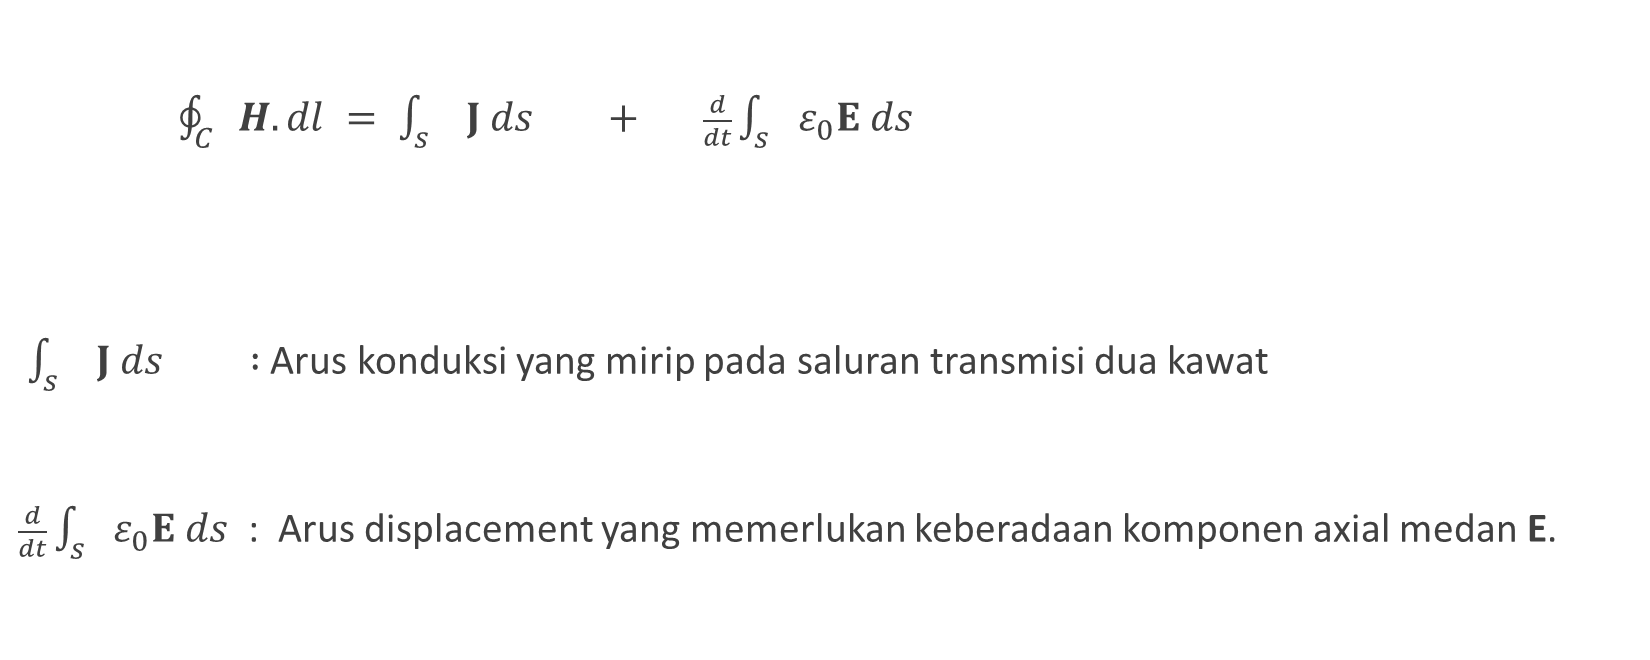 ∮_C H.dl = ∫_s J ds + d/dt ∫_s ε₀E ds
∫_s J ds : Arus konduksi yang mirip pada saluran transmisi dua kawat
d/dt ∫_s ε₀E ds : Arus displacement yang memerlukan keberadaan komponen axial medan E.